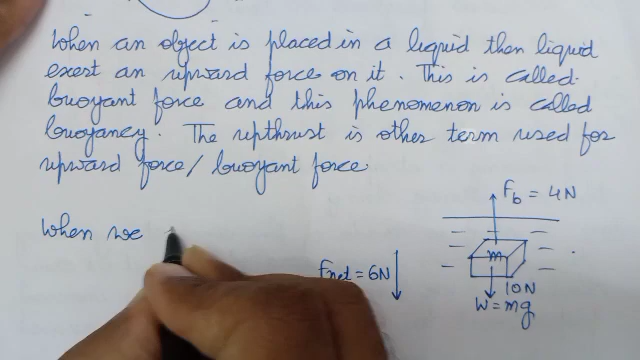 When an object is placed in a liquid then liquid
exert an upward force on it. This is called
buoyant force and this phenomenon is called
buoyancy. The upthrust is other term used for
upward force/ buoyant force
Fb = 4N
When we
m
Fnet = 6N
10N
W = mg